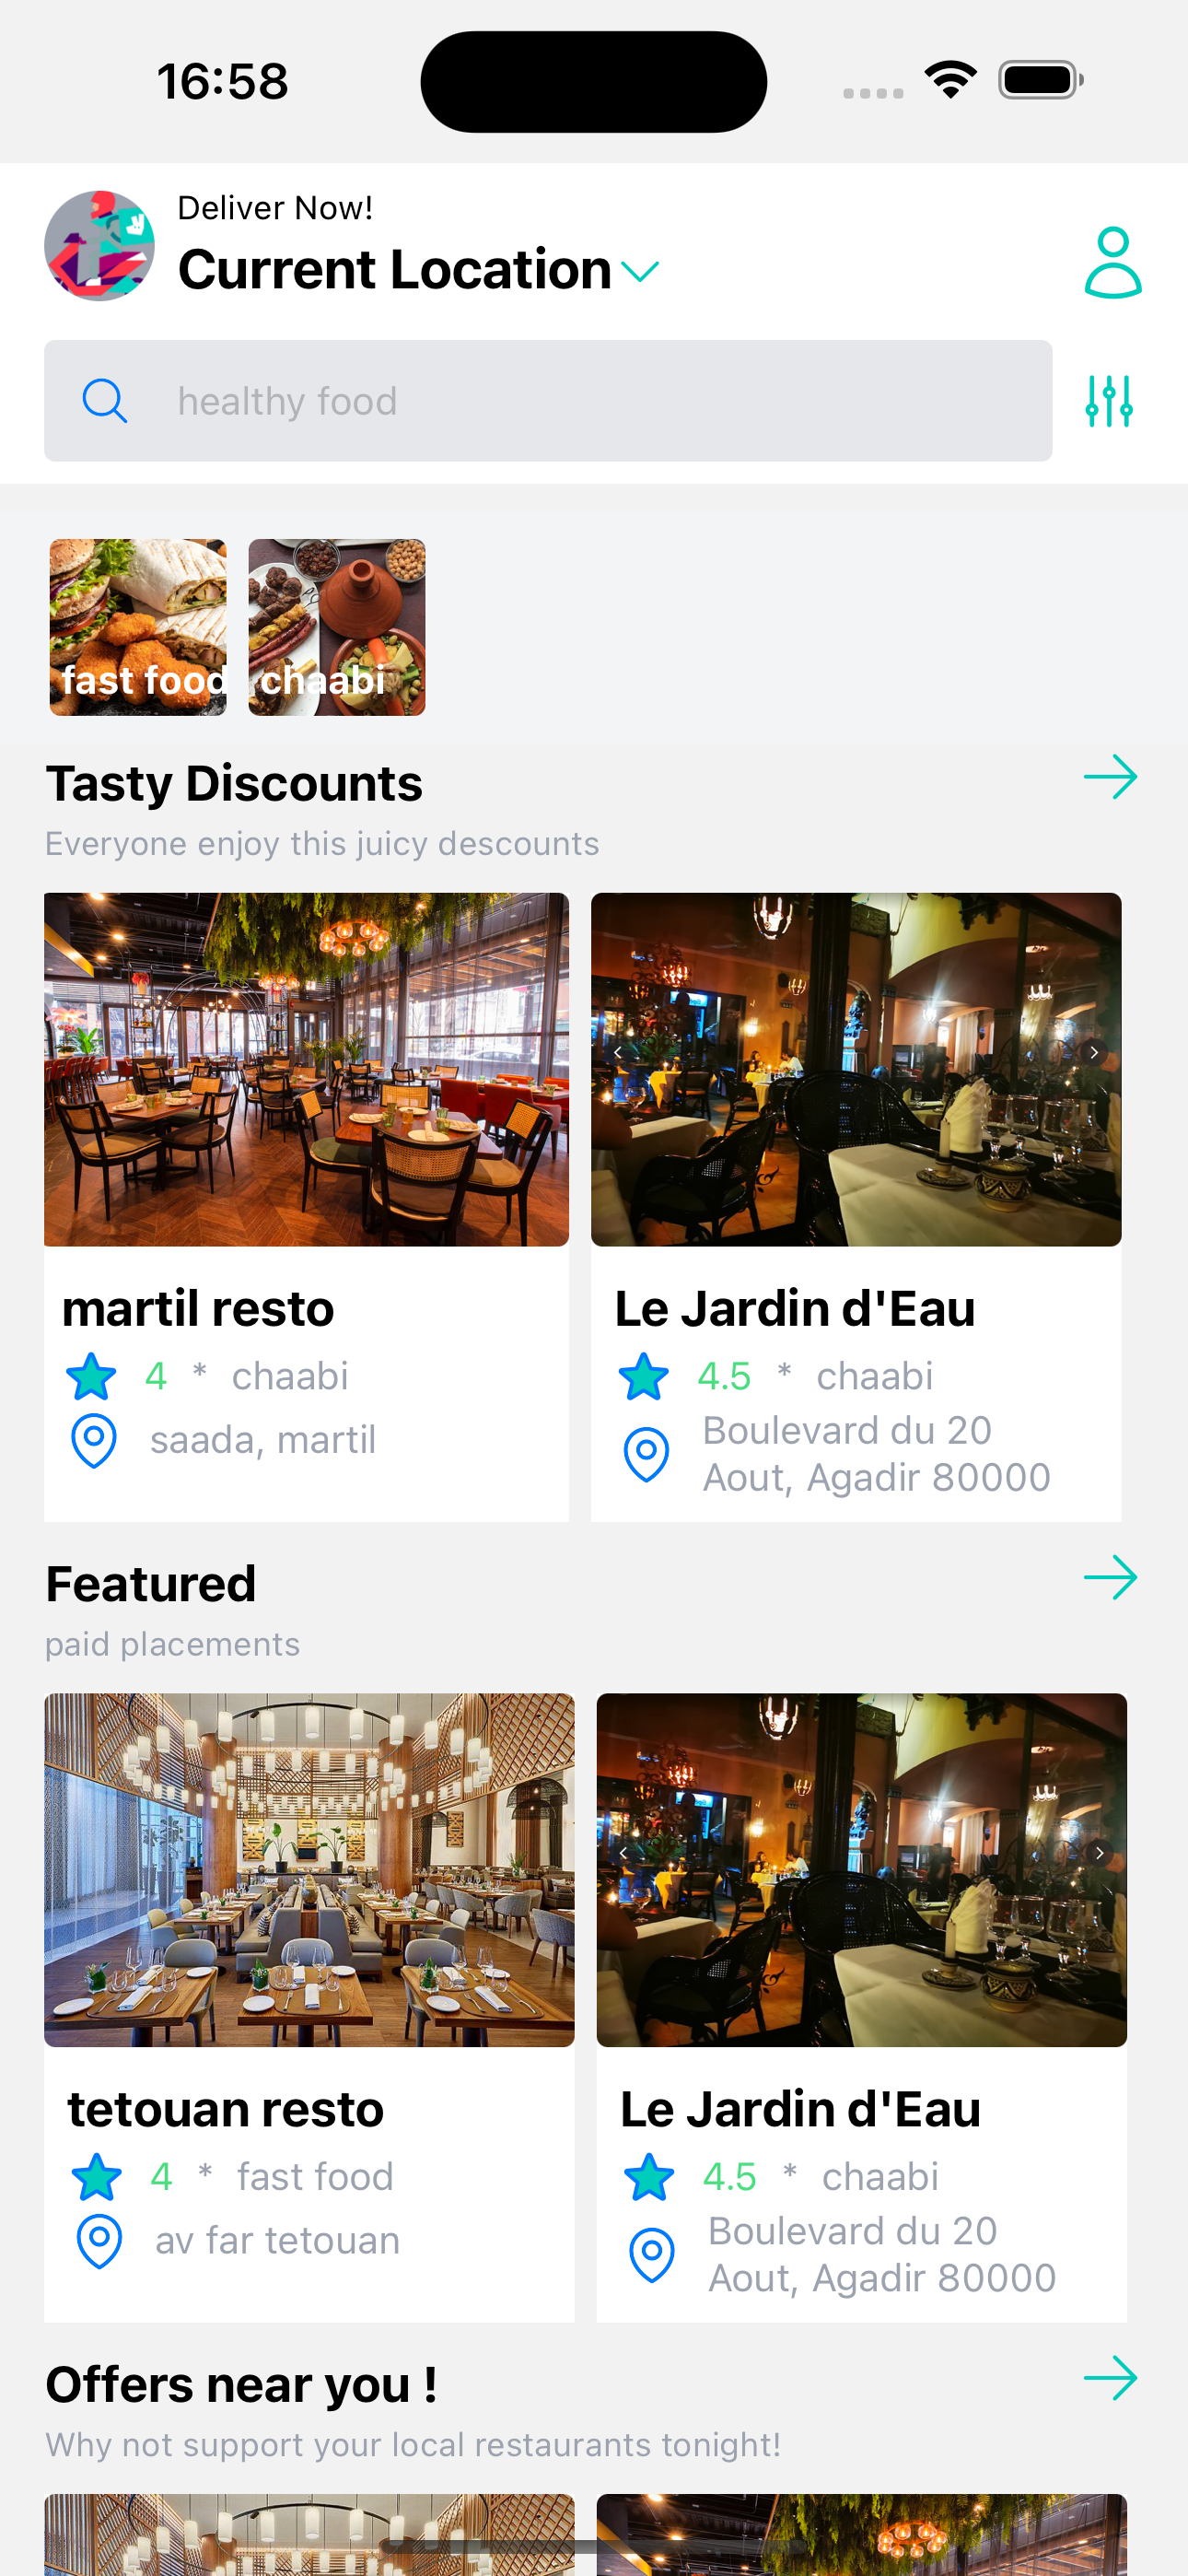 16:58
Deliver Now!
Current Location
healthy food
fast food
chaabi
Tasty Discounts
Everyone enjoy this juicy descounts
martil resto
4 * chaabi
saada, martil
Le Jardin d'Eau
4.5 * chaabi
Boulevard du 20
Aout, Agadir 80000
Featured
paid placements
tetouan resto
4 * fast food
av far tetouan
Le Jardin d'Eau
4.5 * chaabi
Boulevard du 20
Aout, Agadir 80000
Offers near you !
Why not support your local restaurants tonight!